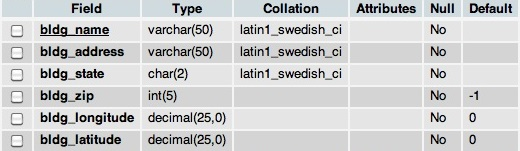 Field Type Collation Attributes Null Default
bldg_name varchar(50) latin1_swedish_ci No
bldg_address varchar(50) latin1_swedish_ci No
bldg_state char(2) latin1_swedish_ci No
bldg_zip int(5) No -1
bldg_longitude decimal(25,0) No 0
bldg_latitude decimal(25,0) No 0